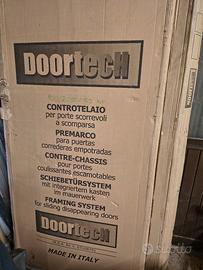 DOORTECH
CONTROTELAIO
per porte scorrevoli
a scomparsa
PREMARCO
para puertas
correderas empotradas
CONTRE-CHASSIS
pour portes
coulissantes escamotables
SCHIEBETÜRSYSTEM
mit integriertem kasten
im mauerwerk
FRAMING SYSTEM
for sliding disappearing doors
DOORTECH
MADE IN ITALY
subito